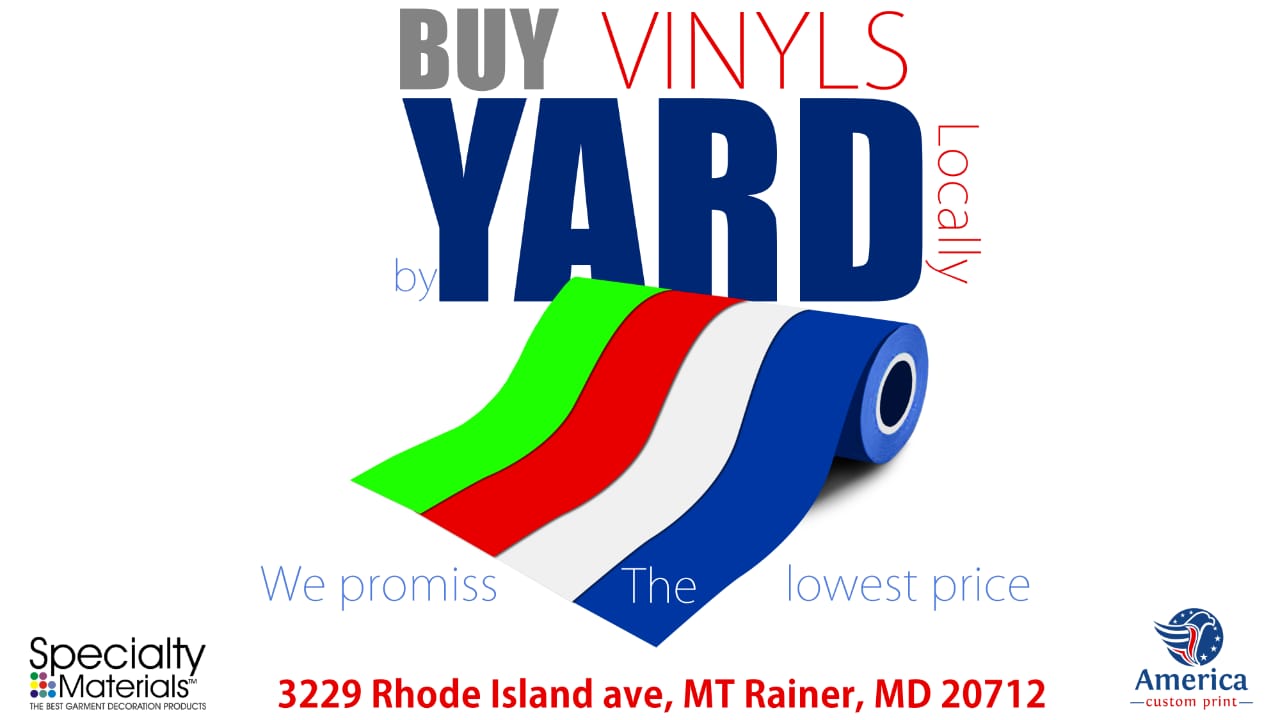 BUY VINYLS
by YARD Locally
We promiss The lowest price
Specialty
Materials™
THE BEST GARMENT DECORATION PRODUCTS
3229 Rhode Island ave, MT Rainer, MD 20712
America
custom print